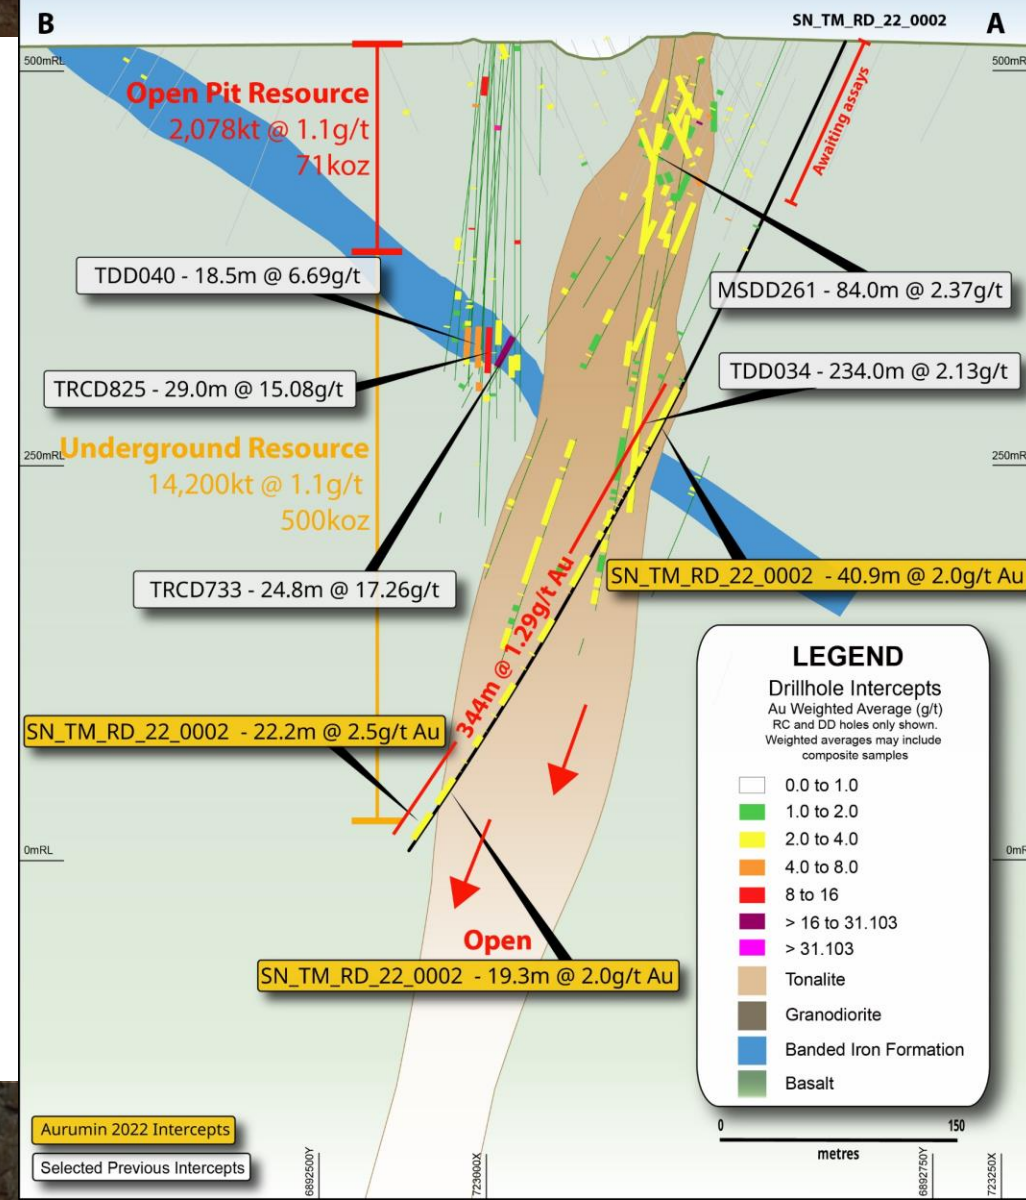 B
SN_TM_RD_22_0002
A
500mRL
500mRL
Open Pit Resource
2,078kt @ 1.1g/t
71koz
Awaiting assays
TDD040 - 18.5m @ 6.69g/t
MSDD261 - 84.0m @ 2.37g/t
TRCD825 - 29.0m @ 15.08g/t
TDD034 - 234.0m @ 2.13g/t
Underground Resource
14,200kt @ 1.1g/t
500koz
250mRL
250mRL
TRCD733 - 24.8m @ 17.26g/t
SN_TM_RD_22_0002 - 40.9m @ 2.0g/t Au
344m @ 1.29g/t Au
SN_TM_RD_22_0002 - 22.2m @ 2.5g/t Au
0mRL
0mRL
Open
SN_TM_RD_22_0002 - 19.3m @ 2.0g/t Au
LEGEND
Drillhole Intercepts
Au Weighted Average (g/t)
RC and DD holes only shown.
Weighted averages may include
composite samples
0.0 to 1.0
1.0 to 2.0
2.0 to 4.0
4.0 to 8.0
8 to 16
> 16 to 31.103
> 31.103
Tonalite
Granodiorite
Banded Iron Formation
Basalt
0 150
metres
Aurumin 2022 Intercepts
Selected Previous Intercepts
6892500Y
723000X
6892750Y
723250X